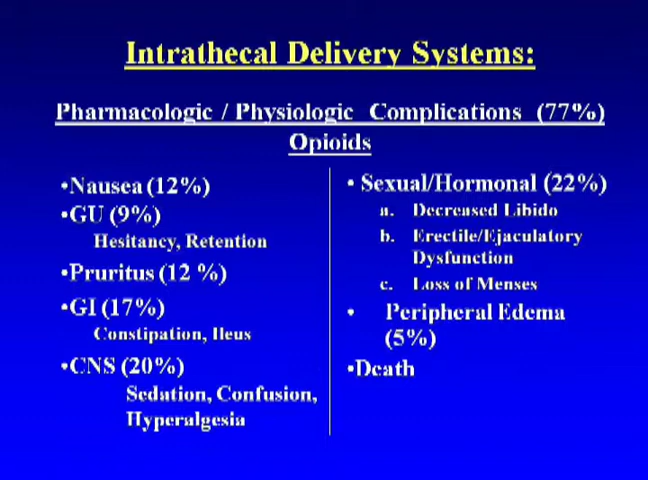 Intrathecal Delivery Systems:
Pharmacologic / Physiologic Complications (77%)
Opioids
•Nausea (12%)
•GU (9%)
Hesitancy, Retention
•Pruritus (12 %)
•GI (17%)
Constipation, Ileus
•CNS (20%)
Sedation, Confusion,
Hyperalgesia
• Sexual/Hormonal (22%)
a. Decreased Libido
b. Erectile/Ejaculatory
Dysfunction
c. Loss of Menses
• Peripheral Edema
(5%)
•Death